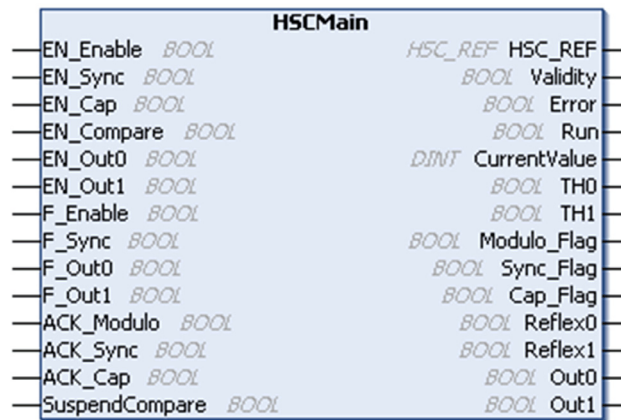 HSCMain
EN_Enable BOOL HSC_REF HSC_REF
EN_Sync BOOL BOOL Validity
EN_Cap BOOL BOOL Error
EN_Compare BOOL BOOL Run
EN_Out0 BOOL DINT CurrentValue
EN_Out1 BOOL BOOL TH0
F_Enable BOOL BOOL TH1
F_Sync BOOL BOOL Modulo_Flag
F_Out0 BOOL BOOL Sync_Flag
F_Out1 BOOL BOOL Cap_Flag
ACK_Modulo BOOL BOOL Reflex0
ACK_Sync BOOL BOOL Reflex1
ACK_Cap BOOL BOOL Out0
SuspendCompare BOOL BOOL Out1